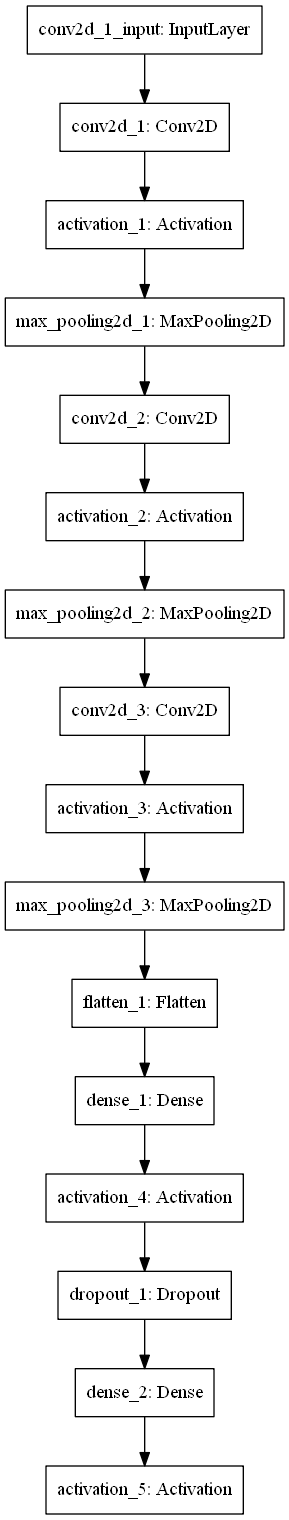 conv2d_1_input: InputLayer
conv2d_1: Conv2D
activation_1: Activation
max_pooling2d_1: MaxPooling2D
conv2d_2: Conv2D
activation_2: Activation
max_pooling2d_2: MaxPooling2D
conv2d_3: Conv2D
activation_3: Activation
max_pooling2d_3: MaxPooling2D
flatten_1: Flatten
dense_1: Dense
activation_4: Activation
dropout_1: Dropout
dense_2: Dense
activation_5: Activation